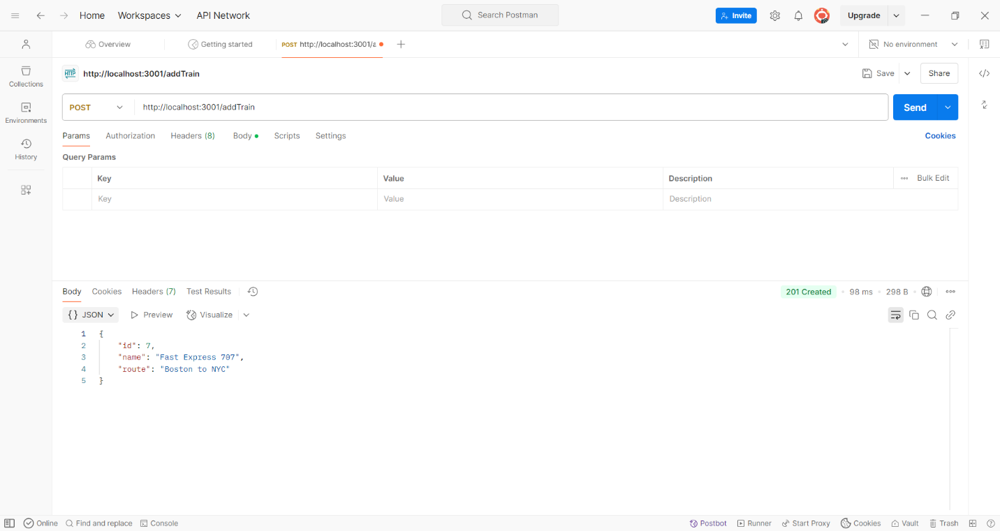 Home Workspaces API Network Search Postman Invite Upgrade
Overview Getting started POST http://localhost:3001/a No environment
HTTP http://localhost:3001/addTrain Save Share
Collections
POST http://localhost:3001/addTrain Send
Environments
Params Authorization Headers (8) Body Scripts Settings Cookies
History
Query Params
Key Value Description Bulk Edit
Key Value Description
Body Cookies Headers (7) Test Results 201 Created 98 ms 298 B
{} JSON Preview Visualize
1 {
2 "id": 7,
3 "name": "Fast Express 707",
4 "route": "Boston to NYC"
5 }
Online Find and replace Console Postbot Runner Start Proxy Cookies Vault Trash